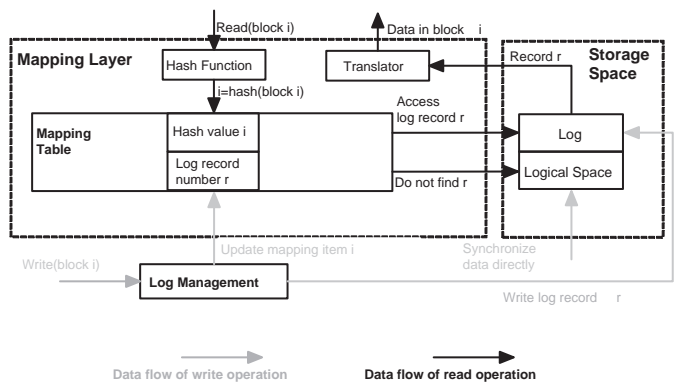 Read(block i)
Data in block i
Mapping Layer
Hash Function
Translator
Record r
Storage
Space
i=hash(block i)
Access
log record r
Mapping
Table
Hash value i
Log record
number r
Log
Logical Space
Do not find r
Update mapping item i
Synchronize
data directly
Write(block i)
Log Management
Write log record r
Data flow of write operation
Data flow of read operation